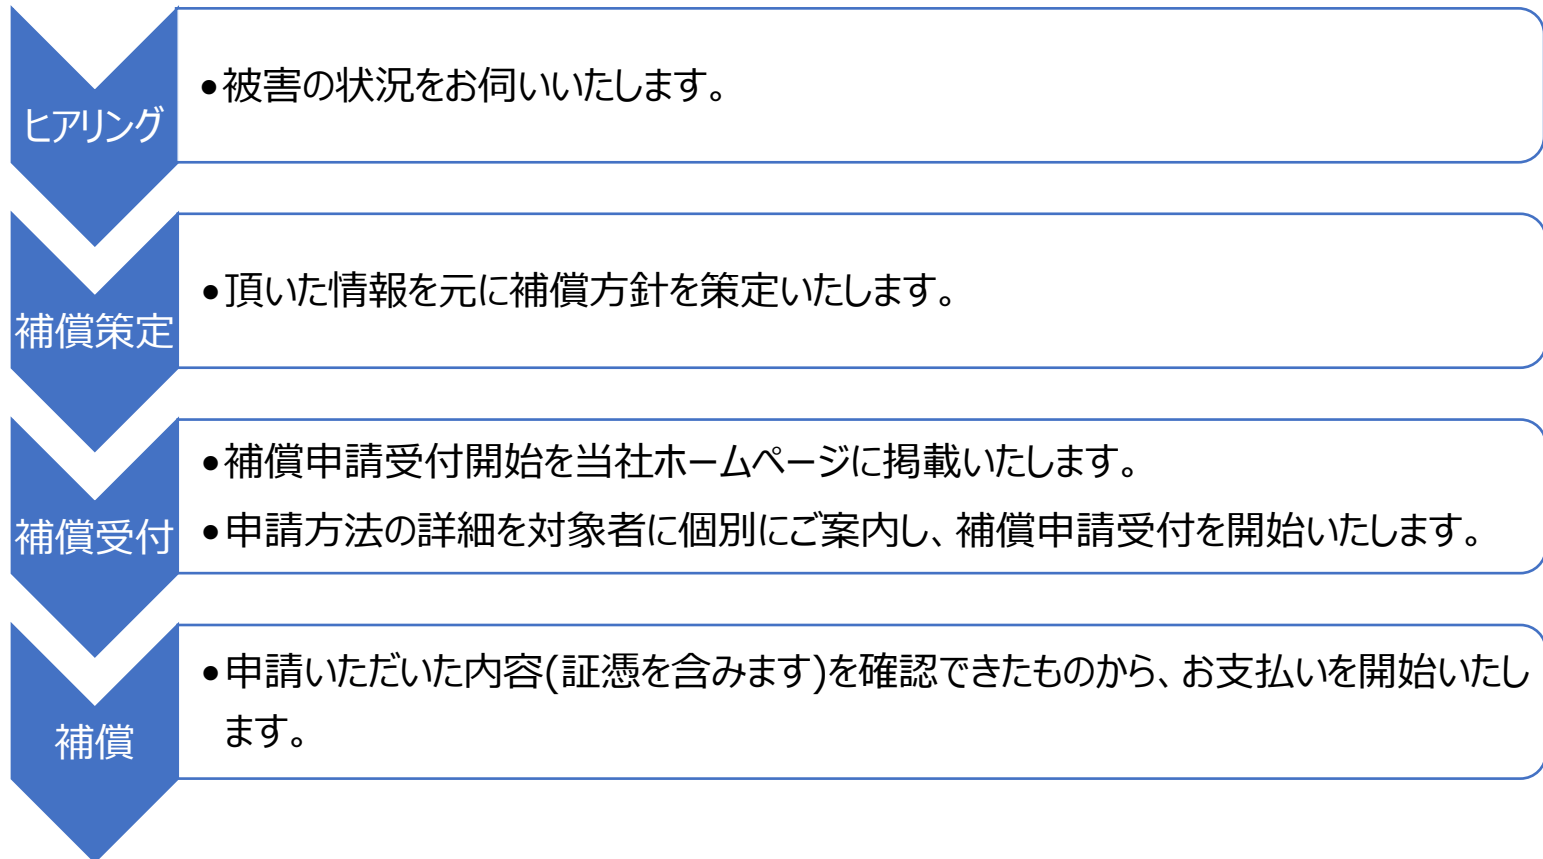 ヒアリング
•被害の状況をお伺いいたします。
補償策定
•頂いた情報を元に補償方針を策定いたします。
補償受付
•補償申請受付開始を当社ホームページに掲載いたします。
•申請方法の詳細を対象者に個別にご案内し、補償申請受付を開始いたします。
補償
•申請いただいた内容(証憑を含みます)を確認できたものから、お支払いを開始いたし
ます。